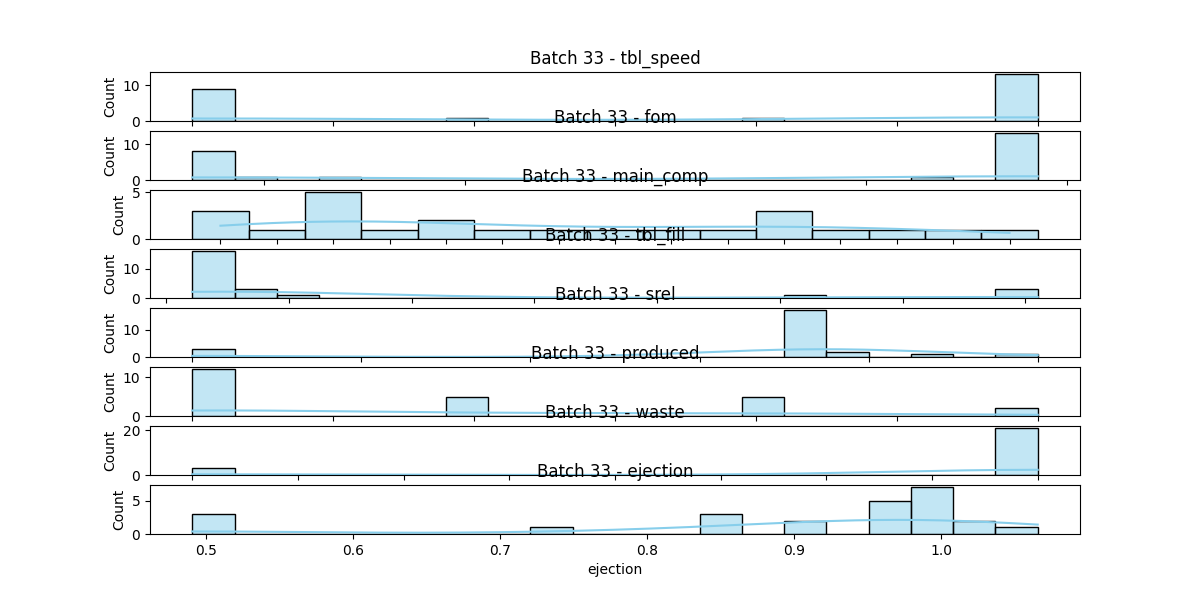 Batch 33 - tbl_speed
Count
10
0
Batch 33 - fom
Count
10
0
Batch 33 - main_comp
Count
5
0
Batch 33 - tbl_fill
Count
10
0
Batch 33 - srel
Count
10
0
Batch 33 - produced
Count
10
0
Batch 33 - waste
Count
20
0
Batch 33 - ejection
Count
5
0
0.5 0.6 0.7 0.8 0.9 1.0
ejection